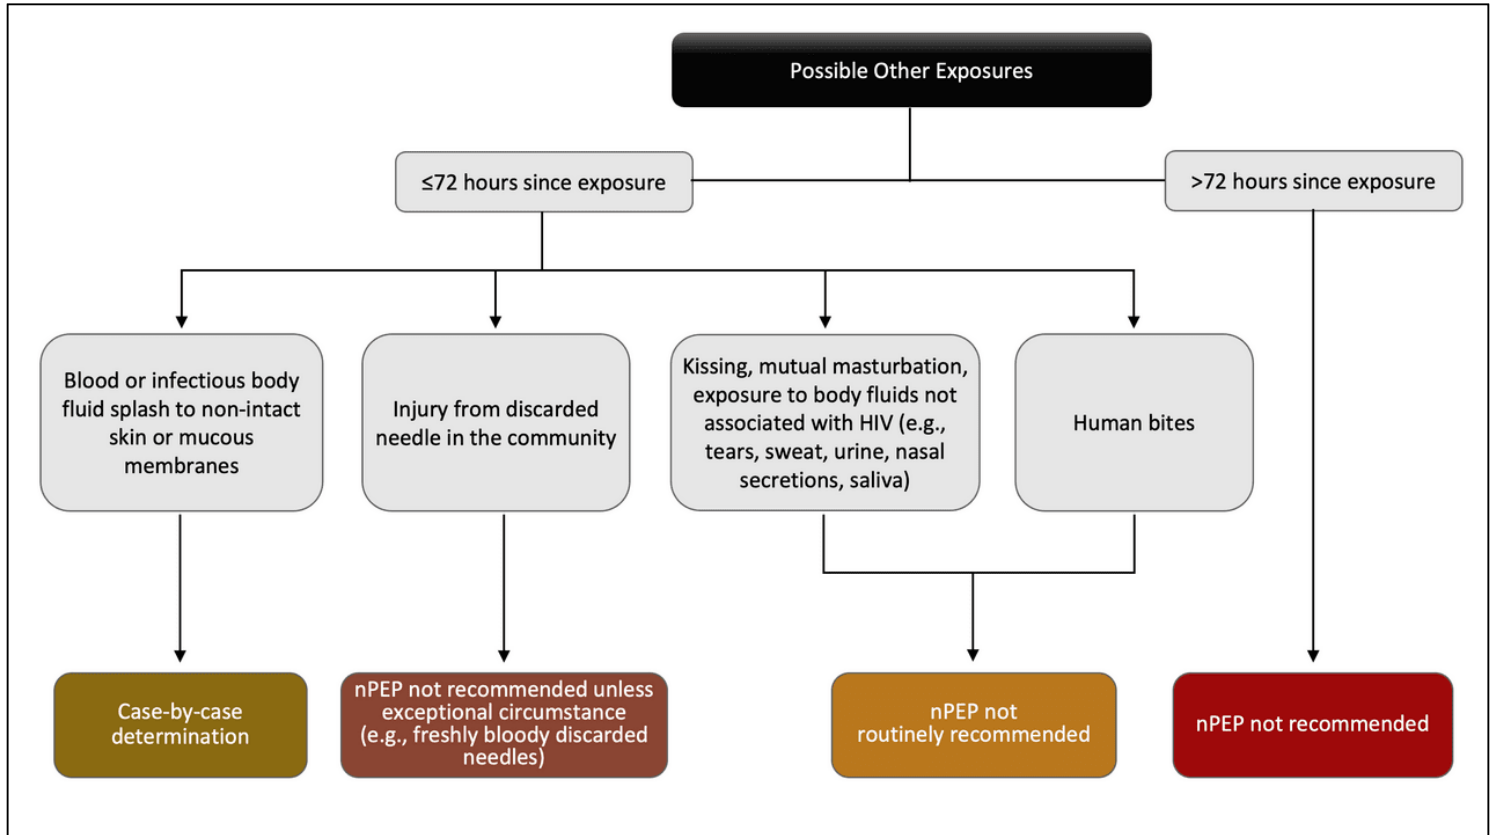 Possible Other Exposures
≤72 hours since exposure
>72 hours since exposure
Blood or infectious body
fluid splash to non-intact
skin or mucous
membranes
Injury from discarded
needle in the community
Kissing, mutual masturbation,
exposure to body fluids not
associated with HIV (e.g.,
tears, sweat, urine, nasal
secretions, saliva)
Human bites
Case-by-case
determination
nPEP not recommended unless
exceptional circumstance
(e.g., freshly bloody discarded
needles)
nPEP not
routinely recommended
nPEP not recommended